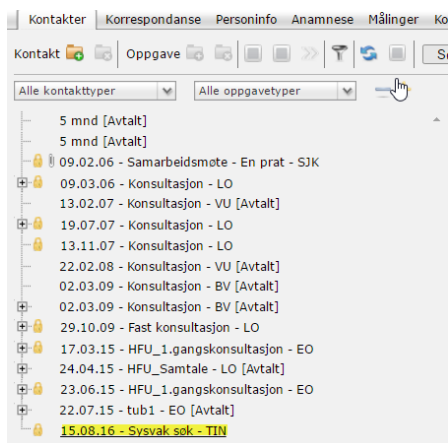 Kontakter Korrespondanse Personinfo Anamnese Målinger
Kontakt Oppgave
Alle kontakttyper Alle oppgavetyper
5 mnd [Avtalt]
5 mnd [Avtalt]
09.02.06 - Samarbeidsmøte - En prat - SJK
09.03.06 - Konsultasjon - LO
13.02.07 - Konsultasjon - VU [Avtalt]
19.07.07 - Konsultasjon - LO
13.11.07 - Konsultasjon - LO
22.02.08 - Konsultasjon - VU [Avtalt]
02.03.09 - Konsultasjon - BV [Avtalt]
02.03.09 - Konsultasjon - BV [Avtalt]
29.10.09 - Fast konsultasjon - LO
17.03.15 - HFU_1.gangskonsultasjon - EO
24.04.15 - HFU_Samtale - LO [Avtalt]
23.06.15 - HFU_1.gangskonsultasjon - EO
22.07.15 - tub1 - EO [Avtalt]
15.08.16 - Sysvak søk - TIN